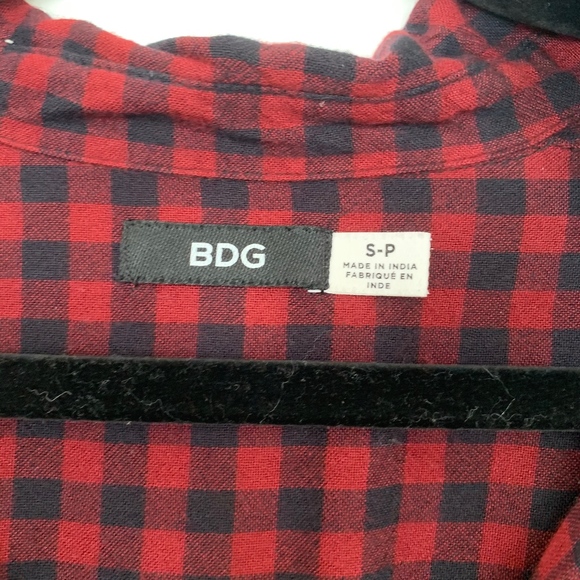 BDG
S-P
MADE IN INDIA
FABRIQUÉ EN
INDE